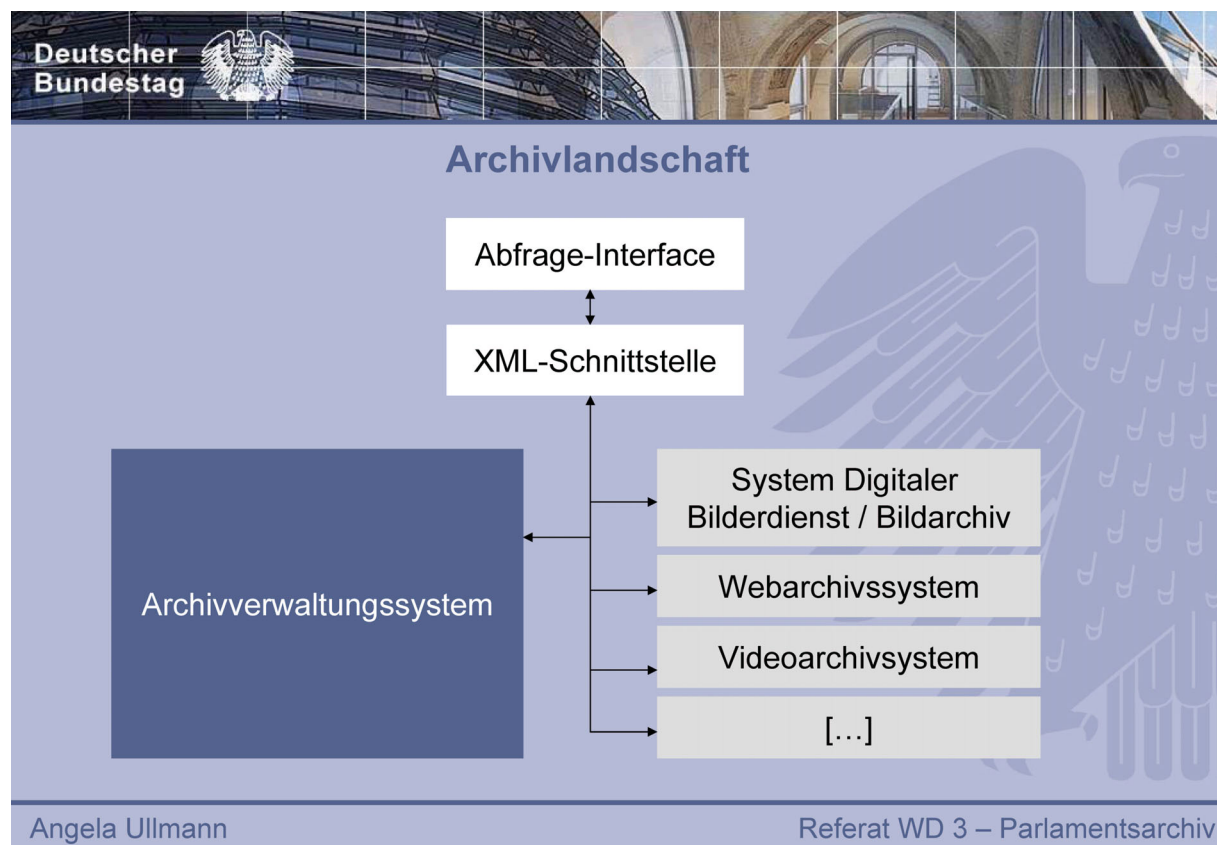 Deutscher
Bundestag
Archivlandschaft
Abfrage-Interface
XML-Schnittstelle
Archivverwaltungssystem
System Digitaler
Bilderdienst / Bildarchiv
Webarchivssystem
Videoarchivsystem
[…]
Angela Ullmann
Referat WD 3 – Parlamentsarchiv